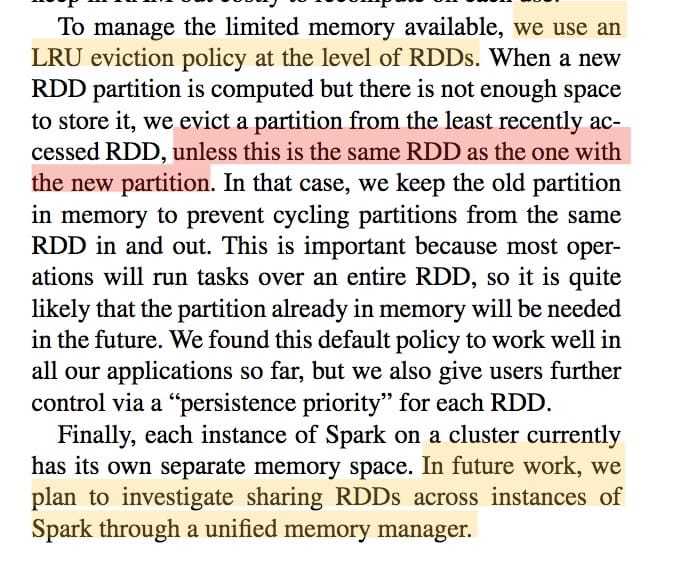 To manage the limited memory available, we use an
LRU eviction policy at the level of RDDs. When a new
RDD partition is computed but there is not enough space
to store it, we evict a partition from the least recently ac-
cessed RDD, unless this is the same RDD as the one with
the new partition. In that case, we keep the old partition
in memory to prevent cycling partitions from the same
RDD in and out. This is important because most oper-
ations will run tasks over an entire RDD, so it is quite
likely that the partition already in memory will be needed
in the future. We found this default policy to work well in
all our applications so far, but we also give users further
control via a “persistence priority” for each RDD.
Finally, each instance of Spark on a cluster currently
has its own separate memory space. In future work, we
plan to investigate sharing RDDs across instances of
Spark through a unified memory manager.